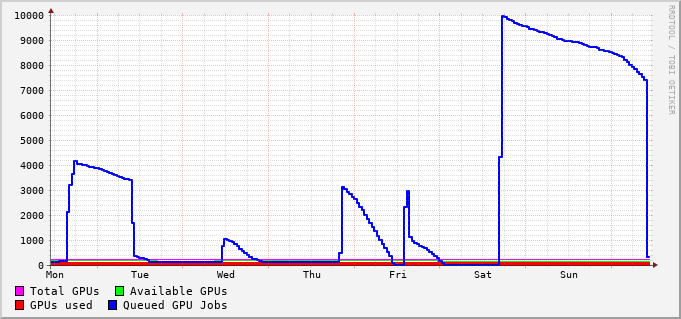 RRDTOOL / TOBI OETIKER
10000
9000
8000
7000
6000
5000
4000
3000
2000
1000
0
Mon Tue Wed Thu Fri Sat Sun
Total GPUs Available GPUs
GPUs used Queued GPU Jobs